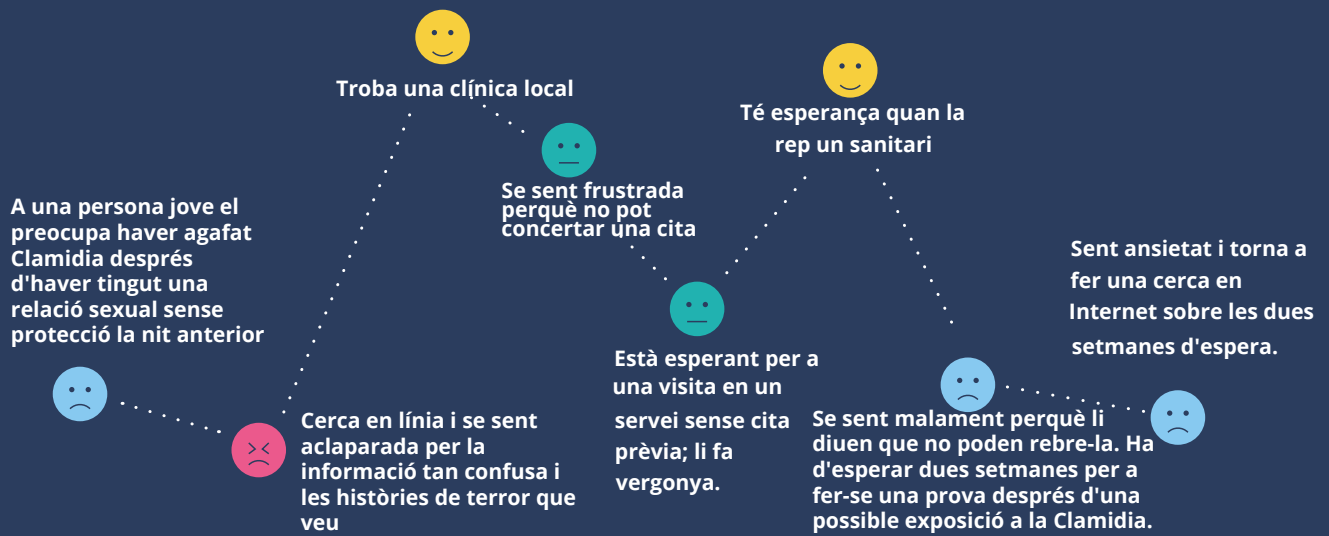 A una persona jove el
preocupa haver agafat
Clamidia després
d'haver tingut una
relació sexual sense
protecció la nit anterior
Cerca en línia i se sent
aclaparada per la
informació tan confusa i
les històries de terror que
veu
Troba una clínica local
Se sent frustrada
perquè no pot
concertar una cita
Està esperant per a
una visita en un
servei sense cita
prèvia; li fa
vergonya.
Té esperança quan la
rep un sanitari
Se sent malament perquè li
diuen que no poden rebre-la. Ha
d'esperar dues setmanes per a
fer-se una prova després d'una
possible exposició a la Clamidia.
Sent ansietat i torna a
fer una cerca en
Internet sobre les dues
setmanes d'espera.